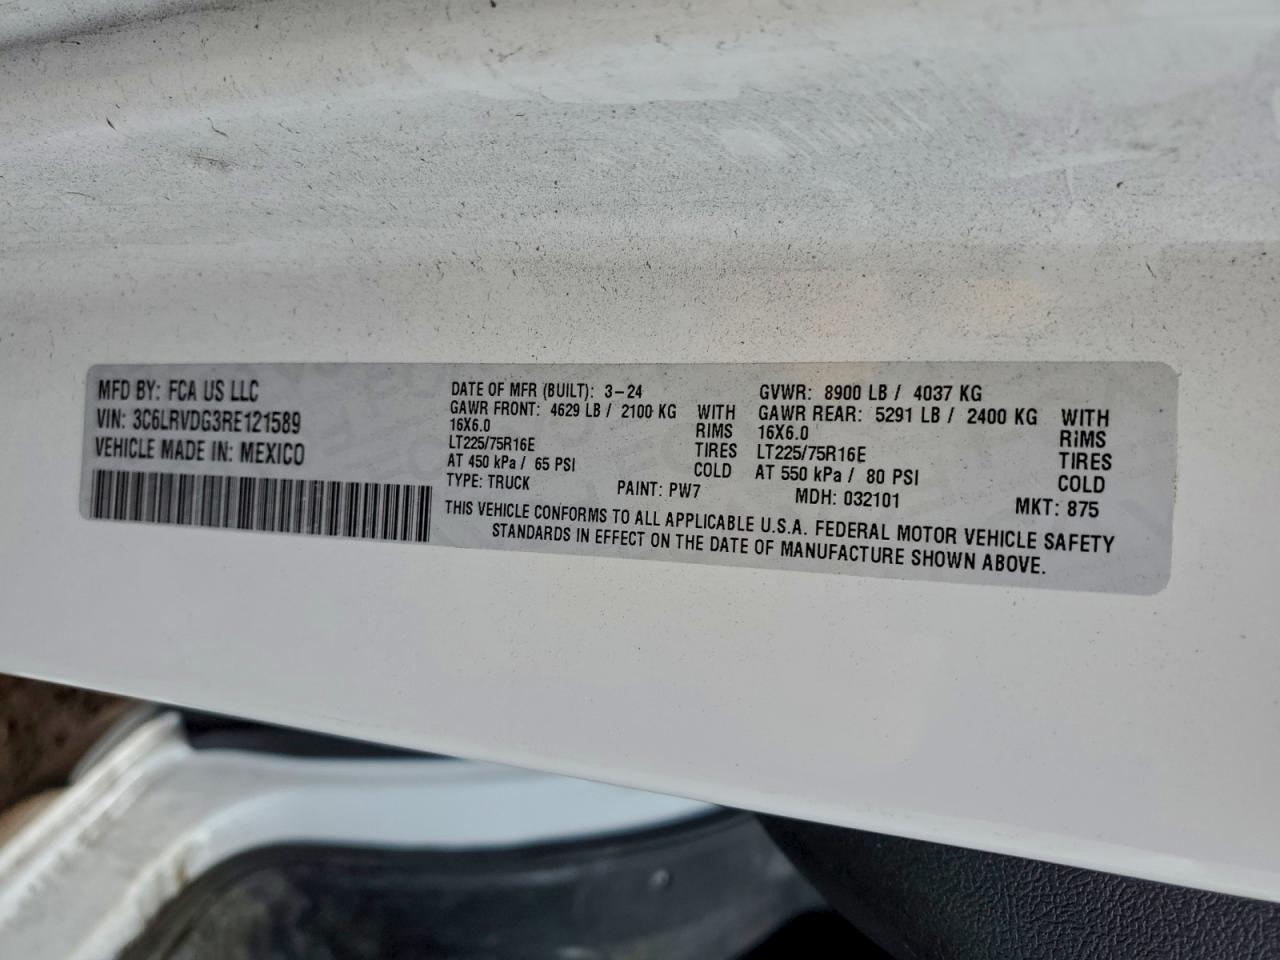 MFD BY: FCA US LLC
VIN: 3C6LRVDG3RE121589
VEHICLE MADE IN: MEXICO
DATE OF MFR (BUILT): 3-24
GAWR FRONT: 4629 LB / 2100 KG WITH
16X6.0 RIMS
LT225/75R16E TIRES
AT 450 kPa / 65 PSI COLD
GVWR: 8900 LB / 4037 KG
GAWR REAR: 5291 LB / 2400 KG WITH
16X6.0 RIMS
LT225/75R16E TIRES
AT 550 kPa / 80 PSI COLD
TYPE: TRUCK PAINT: PW7 MDH: 032101 MKT: 875
THIS VEHICLE CONFORMS TO ALL APPLICABLE U.S.A. FEDERAL MOTOR VEHICLE SAFETY
STANDARDS IN EFFECT ON THE DATE OF MANUFACTURE SHOWN ABOVE.